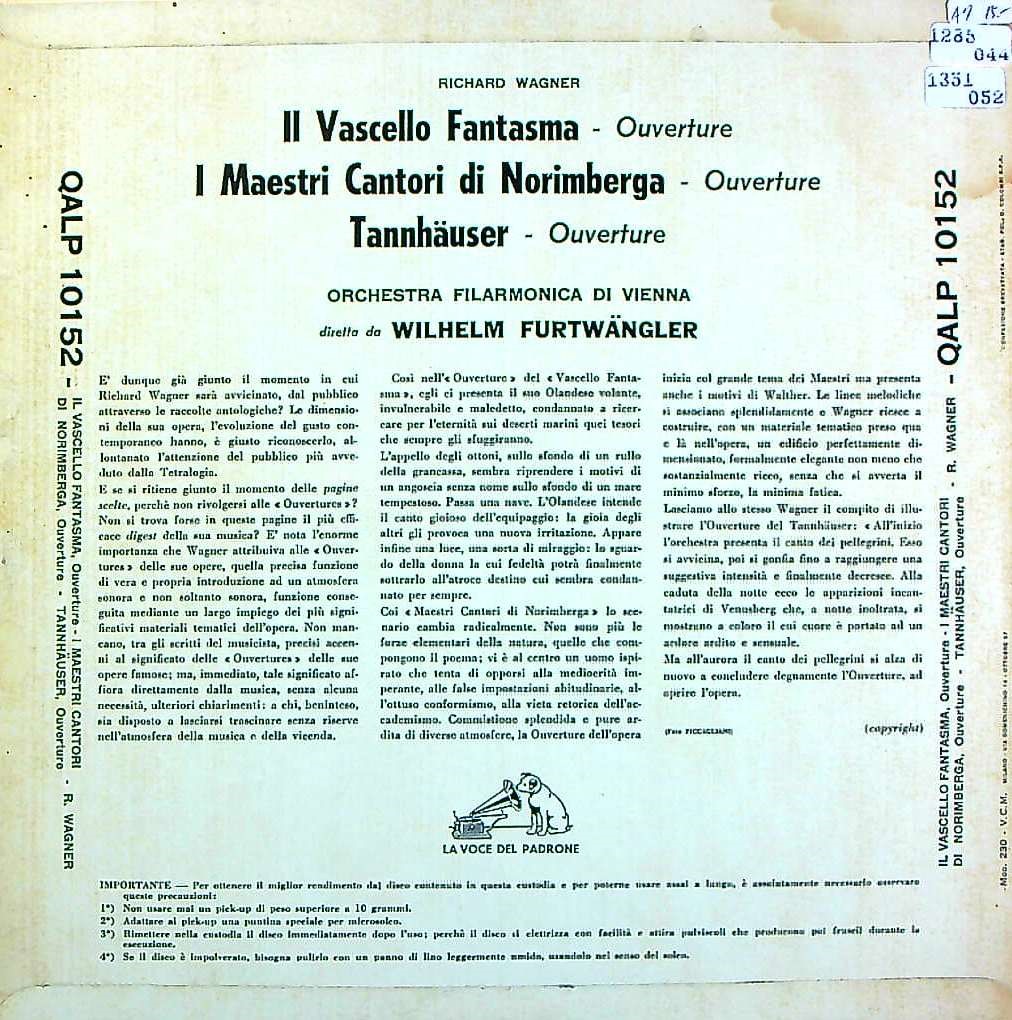 A7 15.-
1285
044
1351
052
RICHARD WAGNER
Il Vascello Fantasma - Ouverture
I Maestri Cantori di Norimberga - Ouverture
Tannhäuser - Ouverture
ORCHESTRA FILARMONICA DI VIENNA
diretta da WILHELM FURTWÄNGLER
QALP 10152 - IL VASCELLO FANTASMA, Ouverture - I MAESTRI CANTORI
DI NORIMBERGA, Ouverture - TANNHÄUSER, Ouverture - R. WAGNER
E' dunque già giunto il momento in cui
Richard Wagner sarà avvicinato, dal pubblico
attraverso le raccolte antologiche? Le dimensio-
ni della sua opera, l'evoluzione del gusto con-
temporaneo hanno, è giusto riconoscerlo, al-
lontanato l'attenzione del pubblico più avve-
duto dalla Tetralogia.
E se si ritiene giunto il momento delle pagine
scelte, perchè non rivolgersi alle « Ouvertures »?
Non si trova forse in queste pagine il più effi-
cace digest della sua musica? E' nota l'enorme
importanza che Wagner attribuiva alle « Ouver-
tures » delle sue opere, quella precisa funzione
di vera e propria introduzione ad un atmosfera
sonora e non soltanto sonora, funzione conse-
guita mediante un largo impiego dei più signi-
ficativi materiali tematici dell'opera. Non man-
cano, tra gli scritti del musicista, precisi accen-
ni al significato delle « Ouvertures » delle sue
opere famose; ma, immediato, tale significato af-
fiora direttamente dalla musica, senza alcuna
necessità, ulteriori chiarimenti: a chi, beninteso,
sia disposto a lasciarsi trascinare senza riserve
nell'atmosfera della musica e della vicenda.
Così nell'« Ouverture » del « Vascello Fanta-
sma », egli ci presenta il suo Olandese volante,
invulnerabile e maledetto, condannato a ricer-
care per l'eternità sui deserti marini quei tesori
che sempre gli sfuggiranno.
L'appello degli ottoni, sullo sfondo di un rullo
della grancassa, sembra riprendere i motivi di
un angoscia senza nome sullo sfondo di un mare
tempestoso. Passa una nave. L'Olandese intende
il canto gioioso dell'equipaggio: la gioia degli
altri gli provoca una nuova irritazione. Appare
infine una luce, una sorta di miraggio: lo sguar-
do della donna la cui fedeltà potrà finalmente
sottrarlo all'atroce destino cui sembra condan-
nato per sempre.
Coi « Maestri Cantori di Norimberga » lo sce-
nario cambia radicalmente. Non sono più le
forze elementari della natura, quelle che com-
pongono il poema; vi è al centro un uomo ispi-
rato che tenta di opporsi alla mediocrità im-
perante, alle false impostazioni abitudinarie, al-
l'ottuso conformismo, alla vieta retorica dell'ac-
cademismo. Commistione splendida e pure ar-
dita di diverse atmosfere, la Ouverture dell'opera
inizia col grande tema dei Maestri ma presenta
anche i motivi di Walther. Le linee melodiche
si associano splendidamente e Wagner riesce a
costruire, con un materiale tematico preso qua
e là nell'opera, un edificio perfettamente di-
mensionato, formalmente elegante non meno che
sostanzialmente ricco, senza che si avverta il
minimo sforzo, la minima fatica.
Lasciamo allo stesso Wagner il compito di illu-
strare l'Ouverture del Tannhäuser: « All'inizio
l'orchestra presenta il canto dei pellegrini. Esso
si avvicina, poi si gonfia fino a raggiungere una
suggestiva intensità e finalmente decresce. Alla
caduta della notte ecco le apparizioni incan-
tatrici di Venusberg che, a notte inoltrata, si
mostrano a coloro il cui cuore è portato ad un
ardore ardito e sensuale.
Ma all'aurora il canto dei pellegrini si alza di
nuovo a concludere degnamente l'Ouverture, ad
aprire l'opera.
(Foto PICCAGLIANI)
(copyright)
IL VASCELLO FANTASMA, Ouverture - I MAESTRI CANTORI
DI NORIMBERGA, Ouverture - TANNHÄUSER, Ouverture - R. WAGNER - QALP 10152
LA VOCE DEL PADRONE
IMPORTANTE — Per ottenere il miglior rendimento dal disco contenuto in questa custodia e per poterne usare assai a lungo, è assolutamente necessario osservare
queste precauzioni:
1°) Non usare mai un pick-up di peso superiore a 10 grammi.
2°) Adattare al pick-up una puntina speciale per microsolco.
3°) Rimettere nella custodia il disco immediatamente dopo l'uso; perchè il disco si elettrizza con facilità e attira pulviscoli che producono poi fruscii durante la
esecuzione.
4°) Se il disco è impolverato, bisogna pulirlo con un panno di lino leggermente umido, usandolo nel senso del solco.
Mod. 230 - V.C.M.